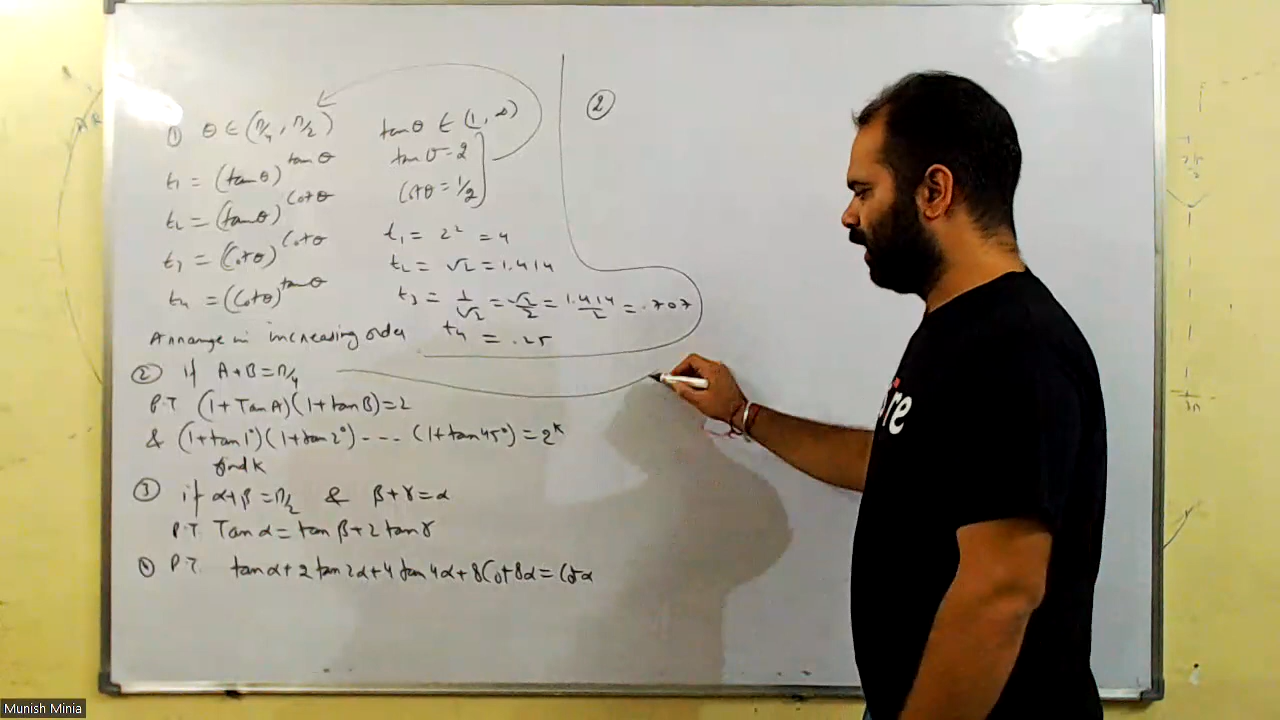 ① θ ∈ (π/4, π/2)
t₁ = (tanθ)^tanθ
t₂ = (tanθ)^cotθ
t₃ = (cotθ)^cotθ
t₄ = (cotθ)^tanθ
Arrange in increasing order
tanθ ∈ (1, ∞)
tanθ = 2
cotθ = 1/2
t₁ = 2² = 4
t₂ = √2 = 1.414
t₃ = 1/√2 = √2/2 = 1.414/2 = .707
t₄ = .25
② if A+B = π/4
P.T (1+TanA)(1+tanB) = 2
& (1+tan1°)(1+tan2°) ---- (1+tan45°) = 2^k
find k
③ if α+β = π/2 & β+γ = α
P.T. Tanα = tanβ + 2tanγ
④ P.T. tanα + 2tan2α + 4tan4α + 8Cot8α = Cotα
②
re
Munish Minia